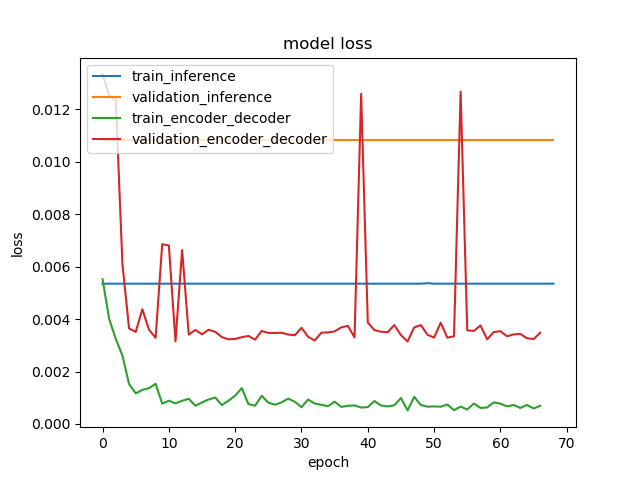 model loss
train_inference
validation_inference
train_encoder_decoder
validation_encoder_decoder
loss
0.012
0.010
0.008
0.006
0.004
0.002
0.000
0 10 20 30 40 50 60 70
epoch